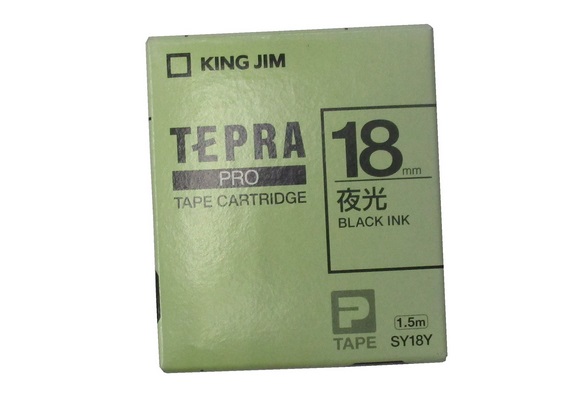 KING JIM
TEPRA
PRO
TAPE CARTRIDGE
18mm
夜光
BLACK INK
P
TAPE
1.5m
SY18Y